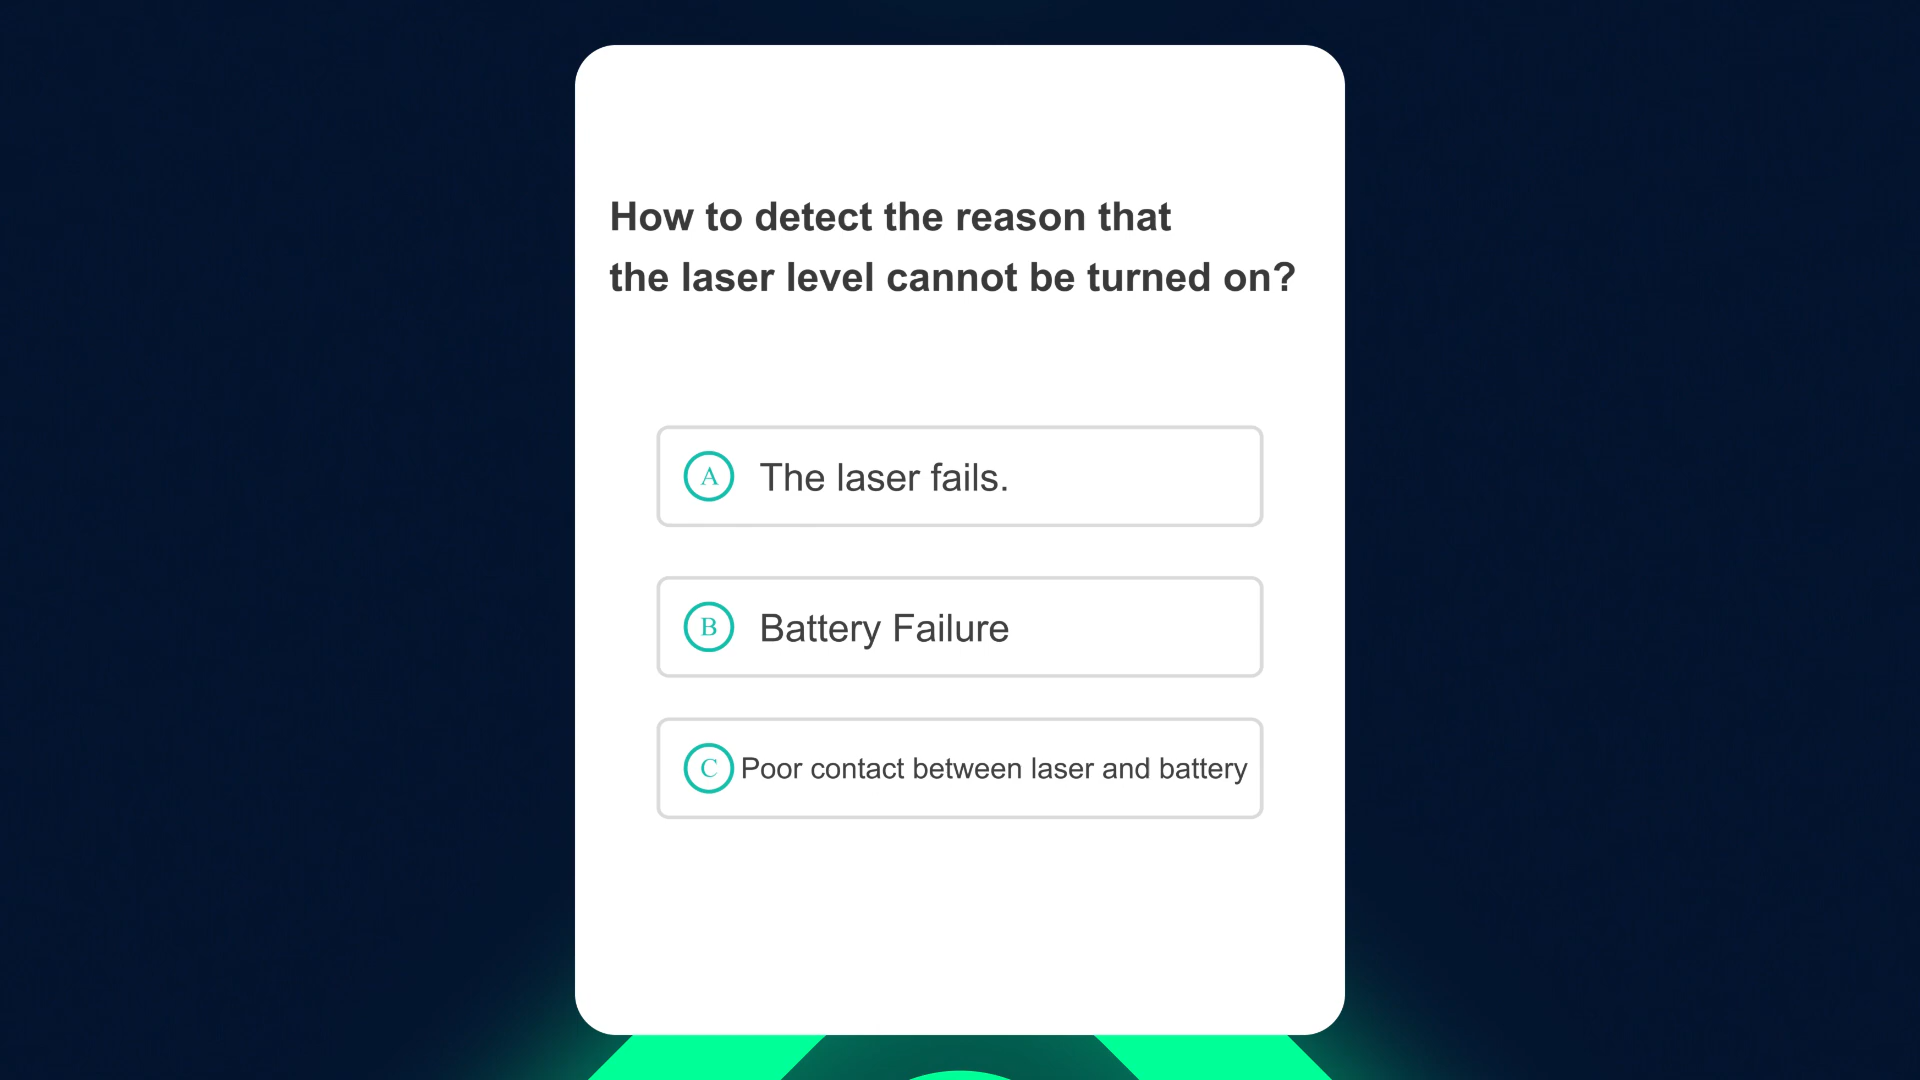 How to detect the reason that
the laser level cannot be turned on?
A The laser fails.
B Battery Failure
C Poor contact between laser and battery